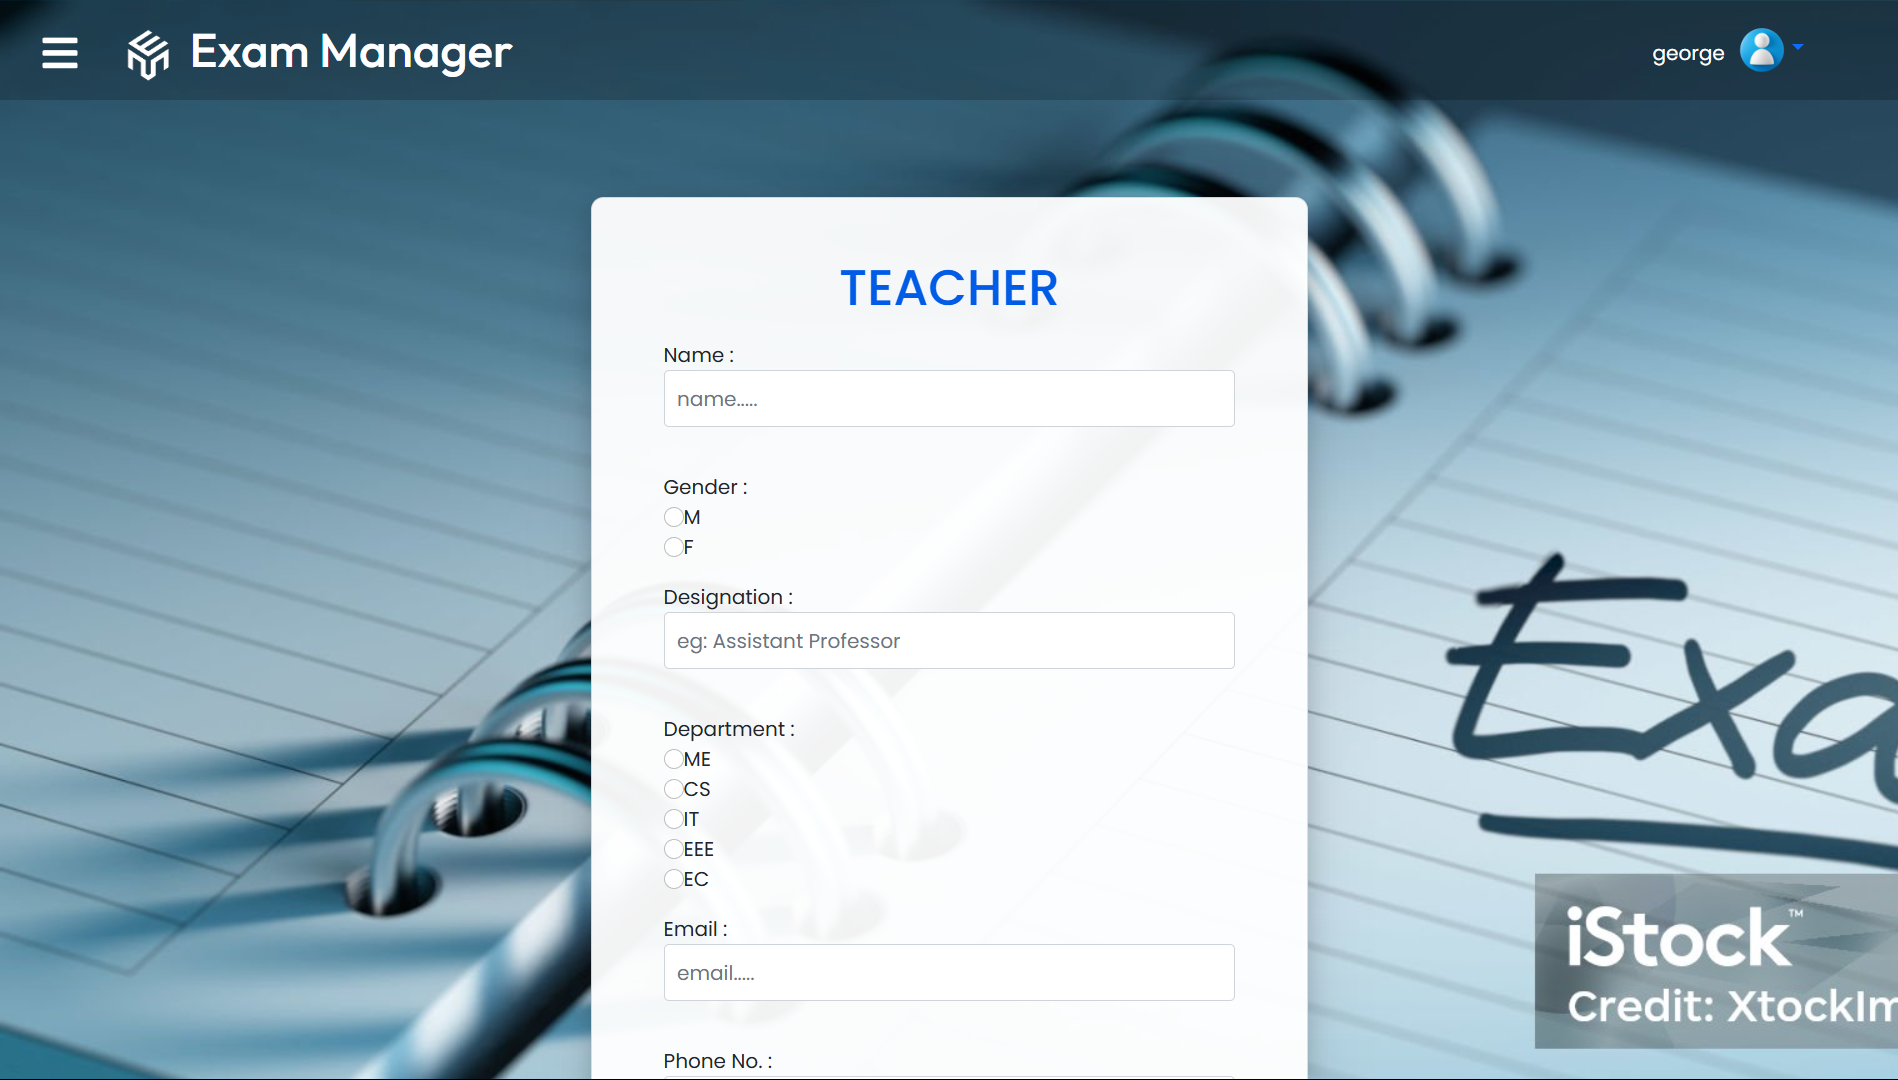 Exam Manager
george
TEACHER
Name :
name.....
Gender :
M
F
Designation :
eg: Assistant Professor
Department :
ME
CS
IT
EEE
EC
Email :
email.....
Phone No. :
Exa
iStock™
Credit: XtockIm